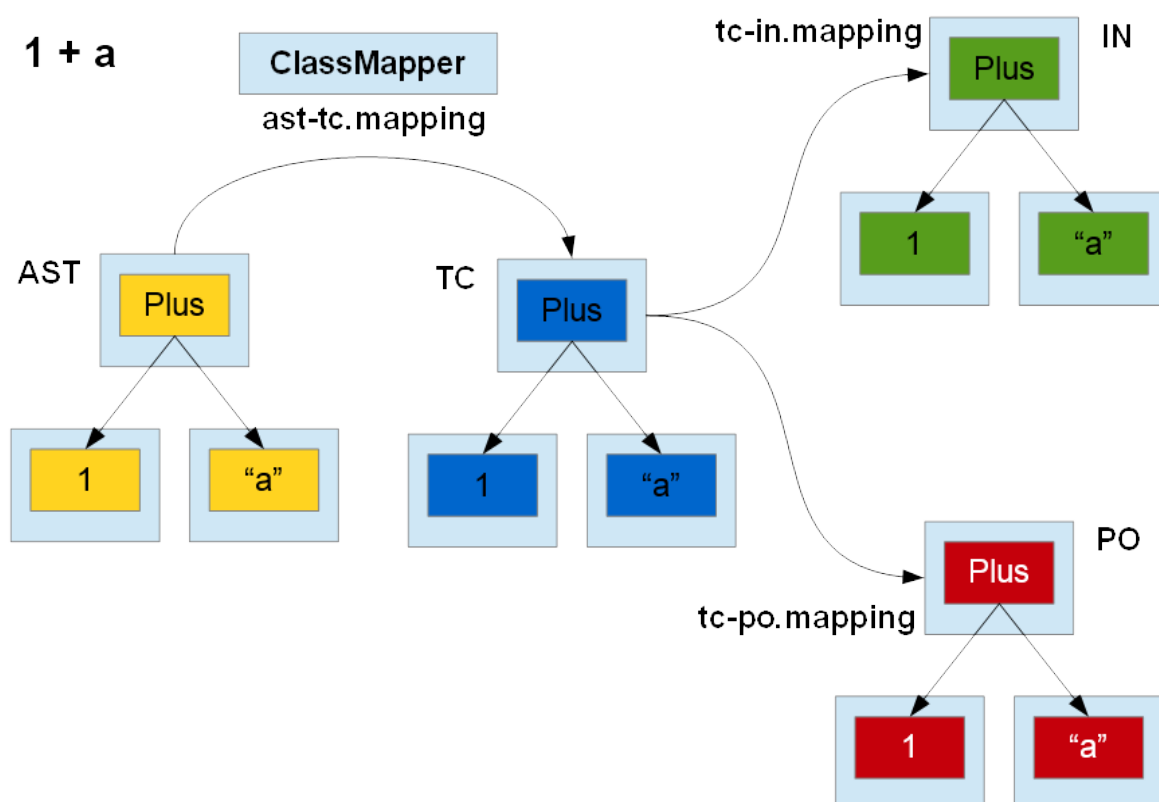 1 + a
ClassMapper
ast-tc.mapping
tc-in.mapping
IN
Plus
1
“a”
AST
Plus
1
“a”
TC
Plus
1
“a”
PO
Plus
tc-po.mapping
1
“a”